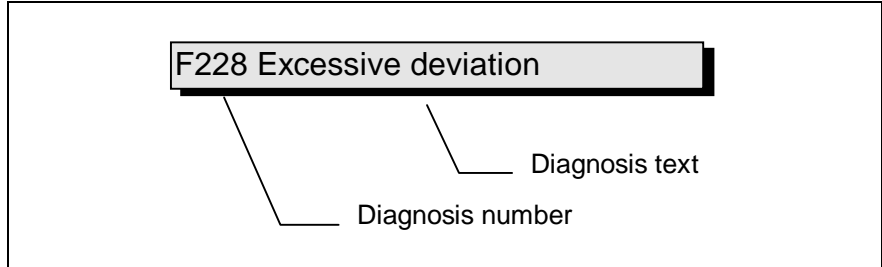 F228 Excessive deviation
Diagnosis text
Diagnosis number